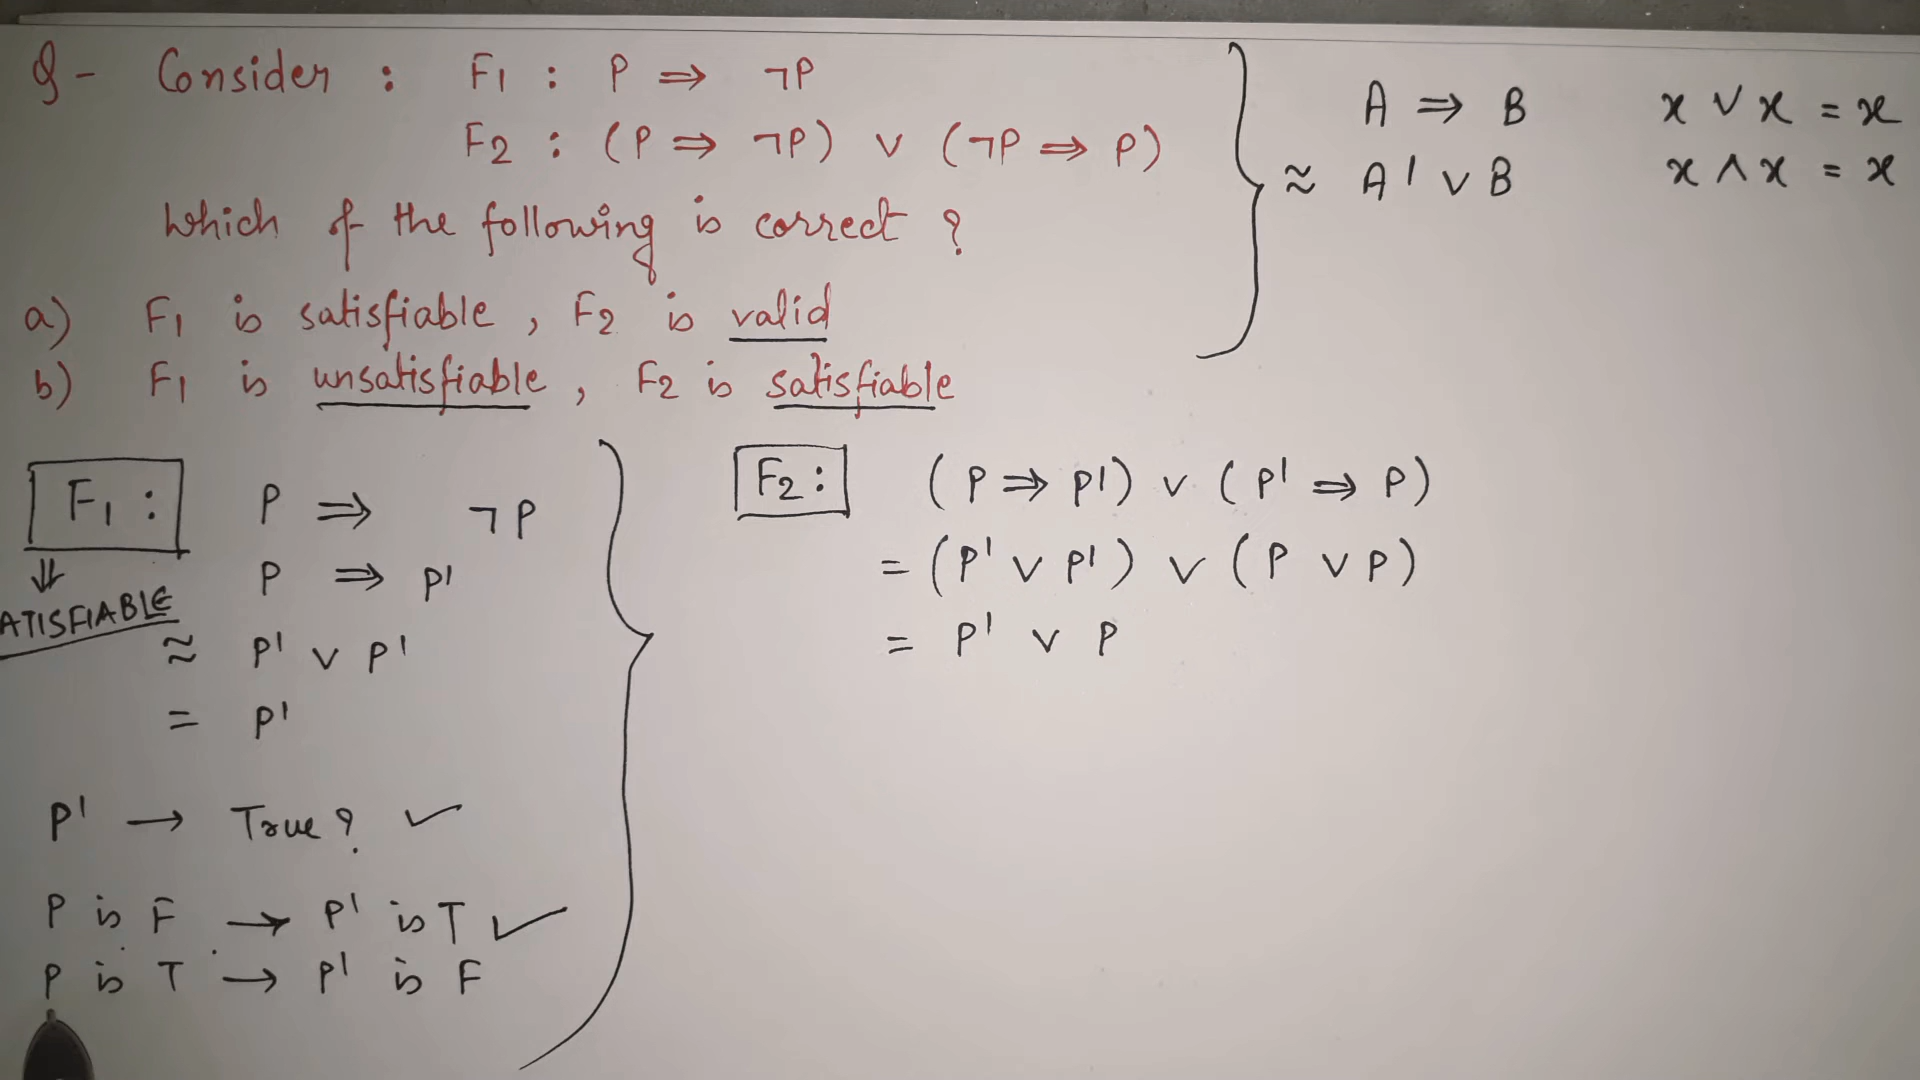 Q- Consider : F1 : P ⇒ ¬P
F2 : (P ⇒ ¬P) ∨ (¬P ⇒ P)
Which of the following is correct ?
a) F1 is satisfiable, F2 is valid
b) F1 is unsatisfiable, F2 is satisfiable
A ⇒ B
≈ A' ∨ B
x ∨ x = x
x ∧ x = x
F1 :
⇓
ATISFIABLE
P ⇒ ¬P
P ⇒ P'
≈ P' ∨ P'
= P'
P' → True ? ✓
P is F → P' is T ✓
P is T → P' is F
F2 :
(P ⇒ P') ∨ (P' ⇒ P)
= (P' ∨ P') ∨ (P ∨ P)
= P' ∨ P